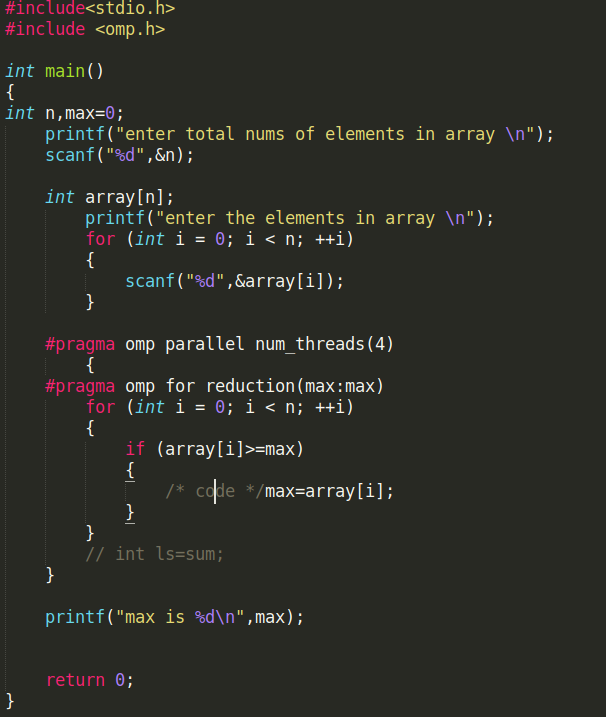 #include<stdio.h>
#include <omp.h>
int main()
{
int n,max=0;
printf("enter total nums of elements in array \n");
scanf("%d",&n);
int array[n];
printf("enter the elements in array \n");
for (int i = 0; i < n; ++i)
{
scanf("%d",&array[i]);
}
#pragma omp parallel num_threads(4)
{
#pragma omp for reduction(max:max)
for (int i = 0; i < n; ++i)
{
if (array[i]>=max)
{
/* code */max=array[i];
}
}
// int ls=sum;
}
printf("max is %d\n",max);
return 0;
}